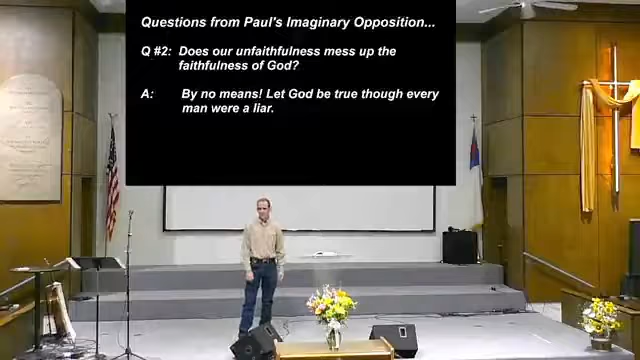 Questions from Paul's Imaginary Opposition...
Q #2: Does our unfaithfulness mess up the
faithfulness of God?
A: By no means! Let God be true though every
man were a liar.